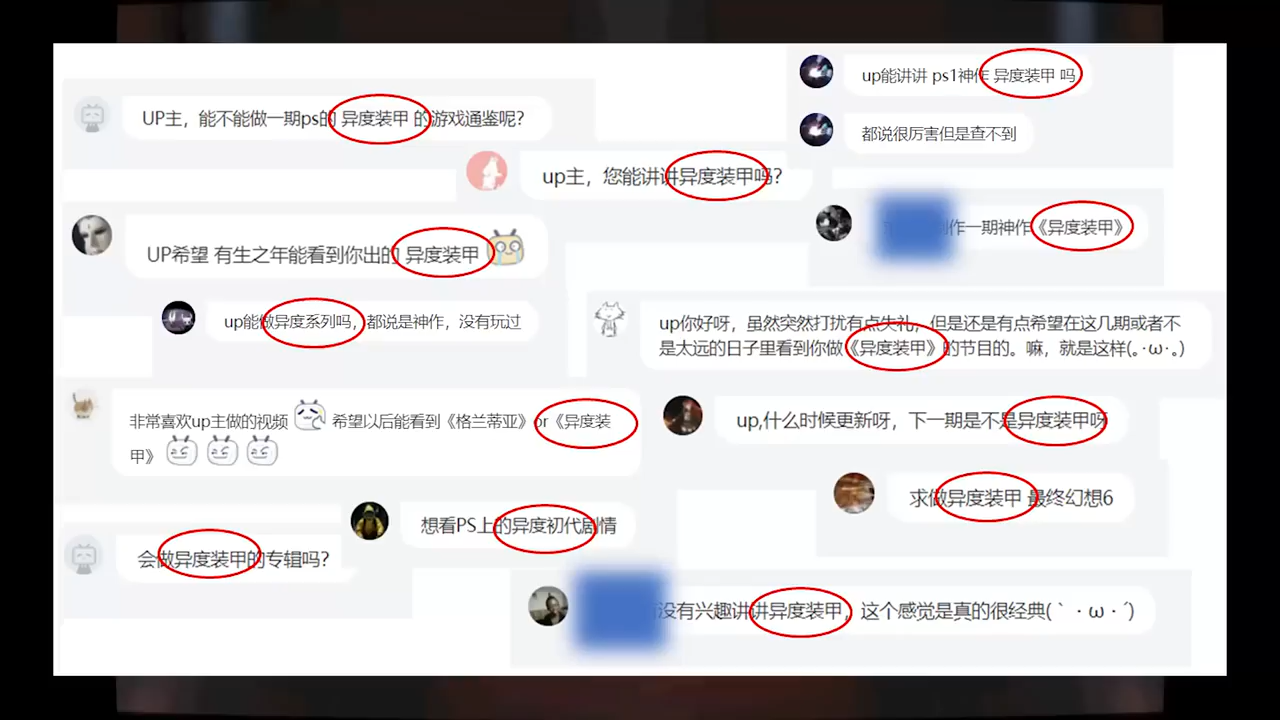 up能讲讲 ps1神作 异度装甲 吗
UP主，能不能做一期ps的 异度装甲 的游戏通鉴呢？
都说很厉害但是查不到
up主，您能讲讲异度装甲吗？
作一期神作《异度装甲》
UP希望 有生之年能看到你出的 异度装甲
up能做异度系列吗，都说是神作，没有玩过
up你好呀，虽然突然打扰有点失礼，但是还是有点希望在这几期或者不
是太远的日子里看到你做《异度装甲》的节目的。嘛，就是这样(｡･ω･｡)
非常喜欢up主做的视频 希望以后能看到《格兰蒂亚》or《异度装
甲》
up,什么时候更新呀，下一期是不是异度装甲呀
求做异度装甲 最终幻想6
想看PS上的异度初代剧情
会做异度装甲的专辑吗？
没有兴趣讲讲异度装甲，这个感觉是真的很经典(｀・ω・´)